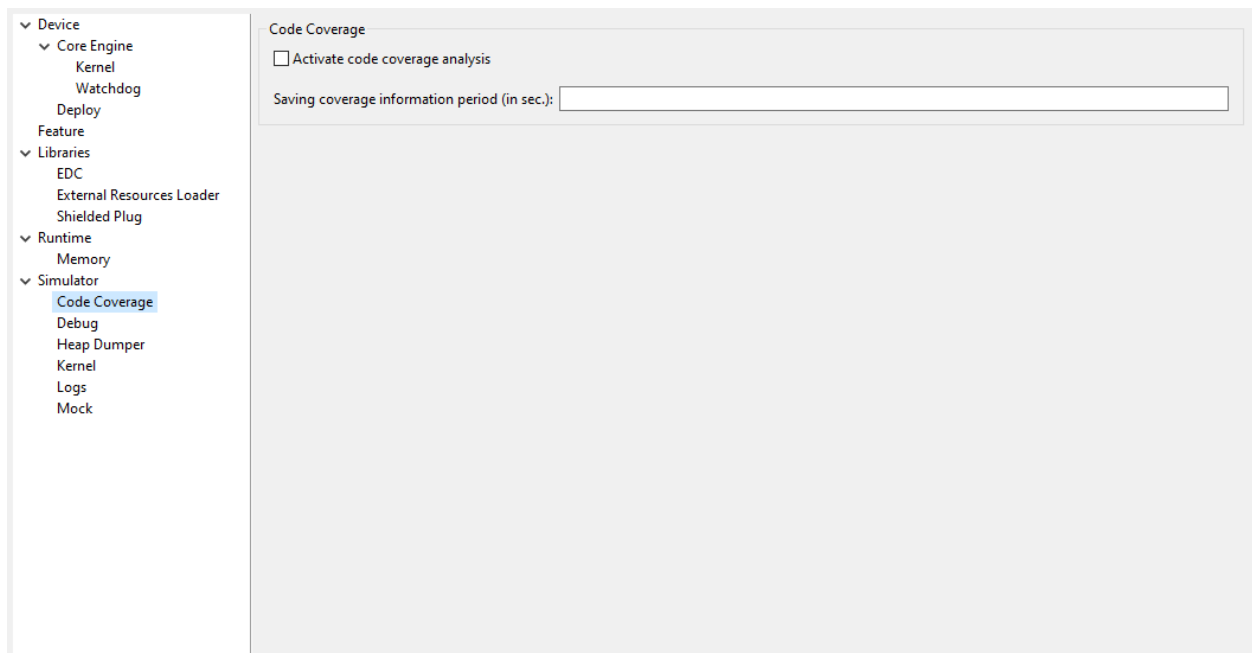 Device
Core Engine
Kernel
Watchdog
Deploy
Feature
Libraries
EDC
External Resources Loader
Shielded Plug
Runtime
Memory
Simulator
Code Coverage
Debug
Heap Dumper
Kernel
Logs
Mock
Code Coverage
Activate code coverage analysis
Saving coverage information period (in sec.):